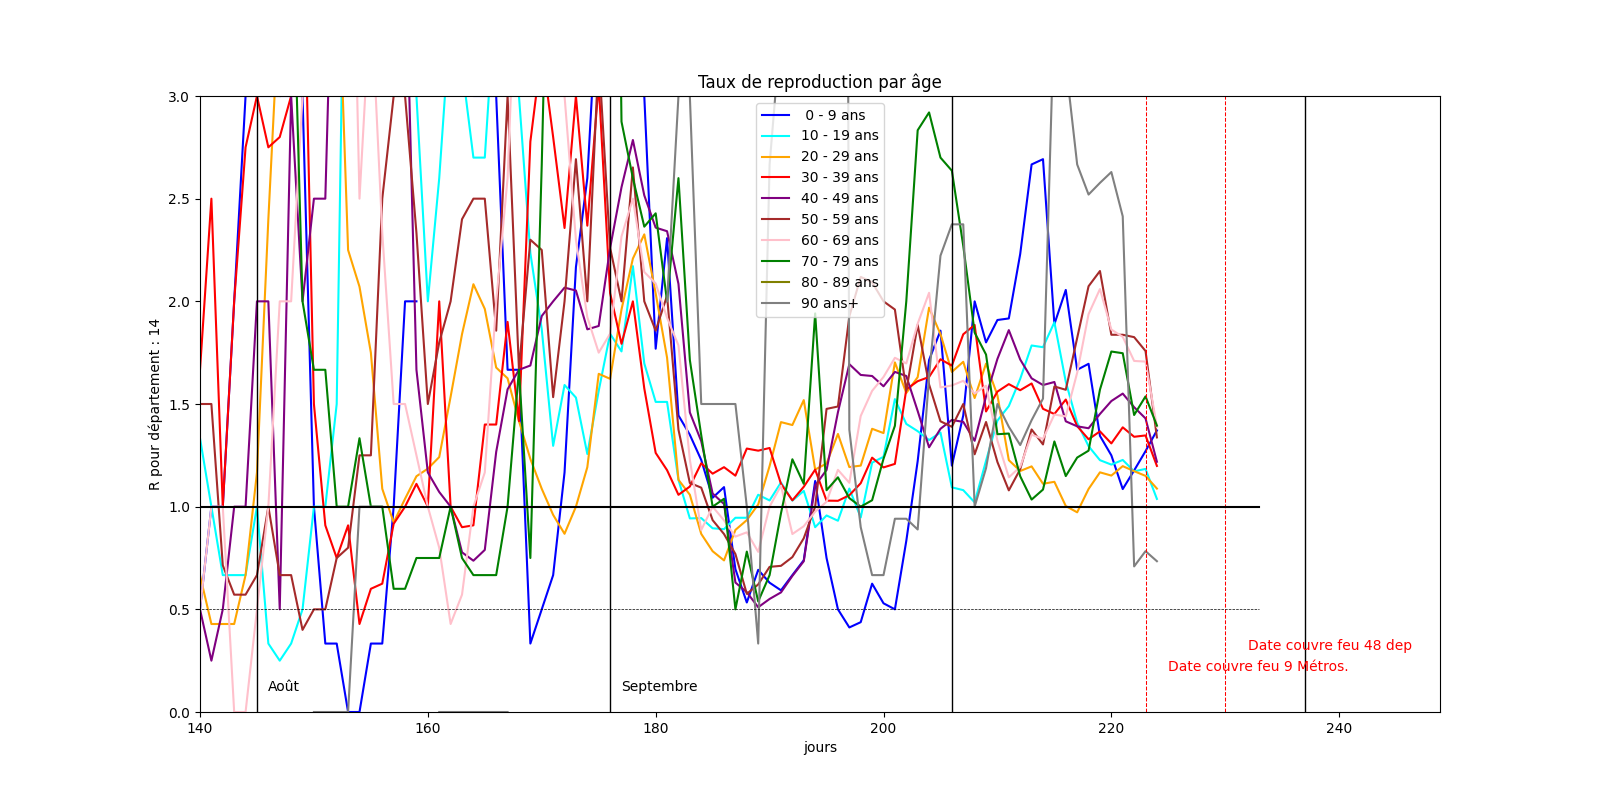 Taux de reproduction par âge
R pour département : 14
3.0
2.5
2.0
1.5
1.0
0.5
0.0
0 - 9 ans
10 - 19 ans
20 - 29 ans
30 - 39 ans
40 - 49 ans
50 - 59 ans
60 - 69 ans
70 - 79 ans
80 - 89 ans
90 ans+
Date couvre feu 48 dep
Date couvre feu 9 Métros.
Août
Septembre
140
160
180
200
220
240
jours